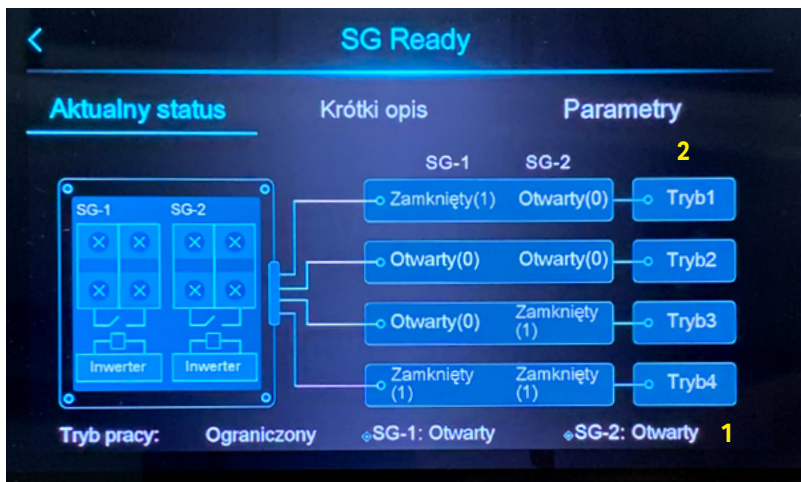 SG Ready
Aktualny status Krótki opis Parametry
2
SG-1 SG-2
SG-1 SG-2
Zamknięty(1) Otwarty(0) Tryb1
Otwarty(0) Otwarty(0) Tryb2
Otwarty(0) Zamknięty (1) Tryb3
Inwerter Inwerter
Zamknięty (1) Zamknięty (1) Tryb4
Tryb pracy: Ograniczony SG-1: Otwarty SG-2: Otwarty 1